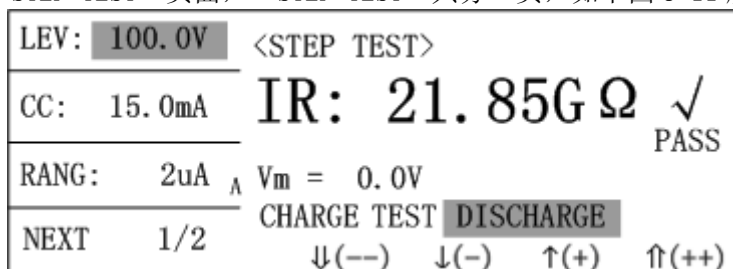 LEV: 100.0V
<STEP TEST>
CC: 15.0mA
IR: 21.85GΩ √
PASS
RANG: 2uA ∧
Vm = 0.0V
CHARGE TEST DISCHARGE
NEXT 1/2
⇓(--) ↓(-) ↑(+) ⇑(++)